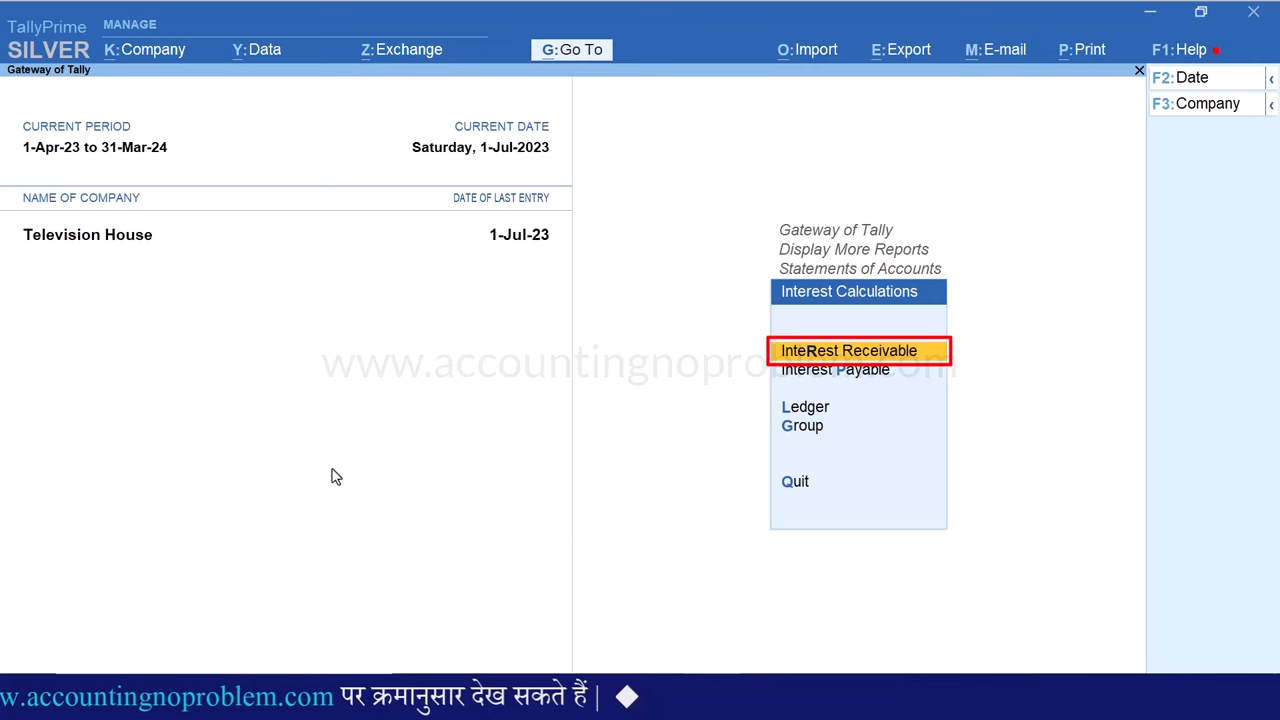 TallyPrime
MANAGE
SILVER
K:Company
Y:Data
Z:Exchange
G:Go To
O:Import
E:Export
M:E-mail
P:Print
F1:Help
Gateway of Tally
F2:Date
F3:Company
CURRENT PERIOD
CURRENT DATE
1-Apr-23 to 31-Mar-24
Saturday, 1-Jul-2023
NAME OF COMPANY
DATE OF LAST ENTRY
Television House
1-Jul-23
Gateway of Tally
Display More Reports
Statements of Accounts
Interest Calculations
InteRest Receivable
Interest Payable
Ledger
Group
Quit
www.accountingnoproblem.com
w.accountingnoproblem.com पर क्रमानुसार देख सकते हैं |